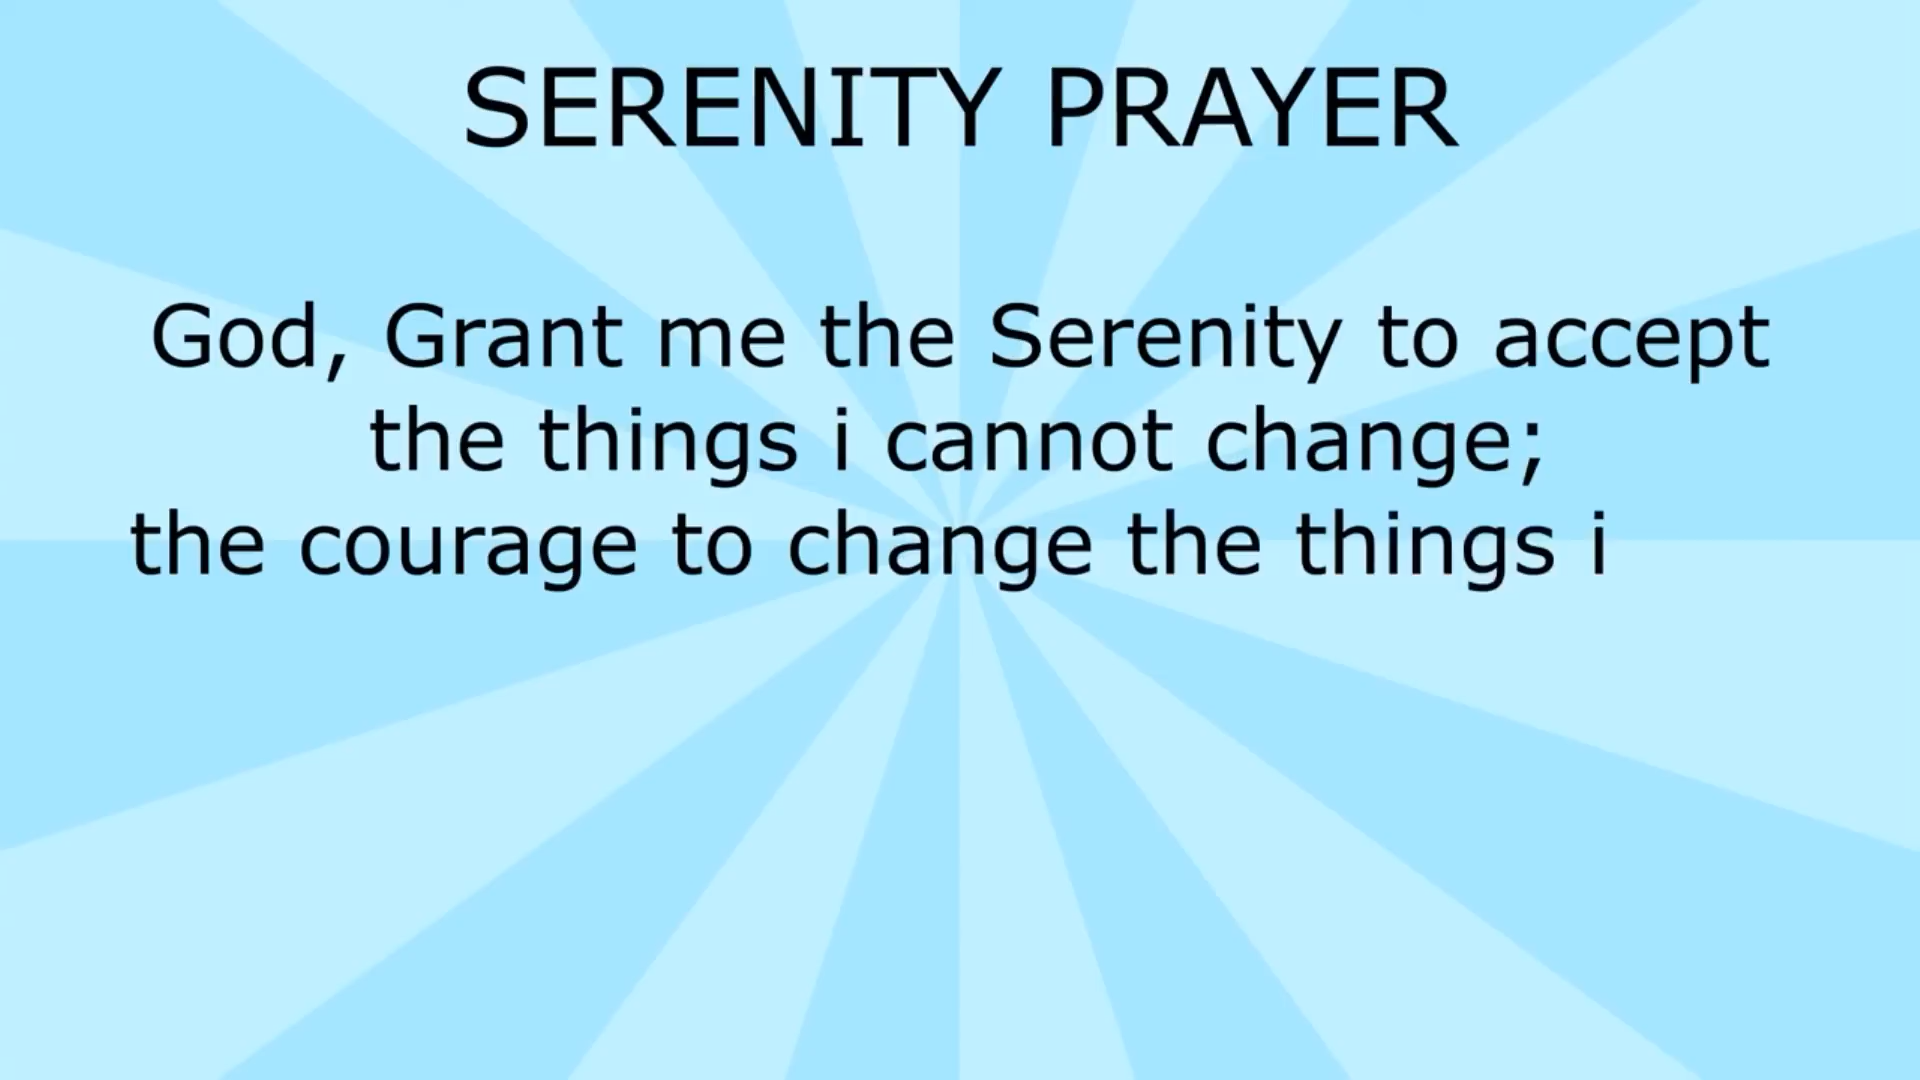 SERENITY PRAYER
God, Grant me the Serenity to accept
the things i cannot change;
the courage to change the things i